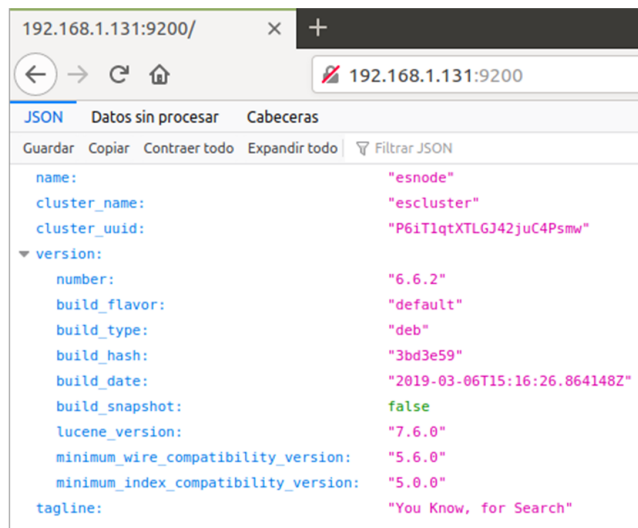 192.168.1.131:9200/
192.168.1.131:9200
JSON Datos sin procesar Cabeceras
Guardar Copiar Contraer todo Expandir todo Filtrar JSON
name: "esnode"
cluster_name: "escluster"
cluster_uuid: "P6iT1qtXTLGJ42juC4Psmw"
version:
number: "6.6.2"
build_flavor: "default"
build_type: "deb"
build_hash: "3bd3e59"
build_date: "2019-03-06T15:16:26.864148Z"
build_snapshot: false
lucene_version: "7.6.0"
minimum_wire_compatibility_version: "5.6.0"
minimum_index_compatibility_version: "5.0.0"
tagline: "You Know, for Search"